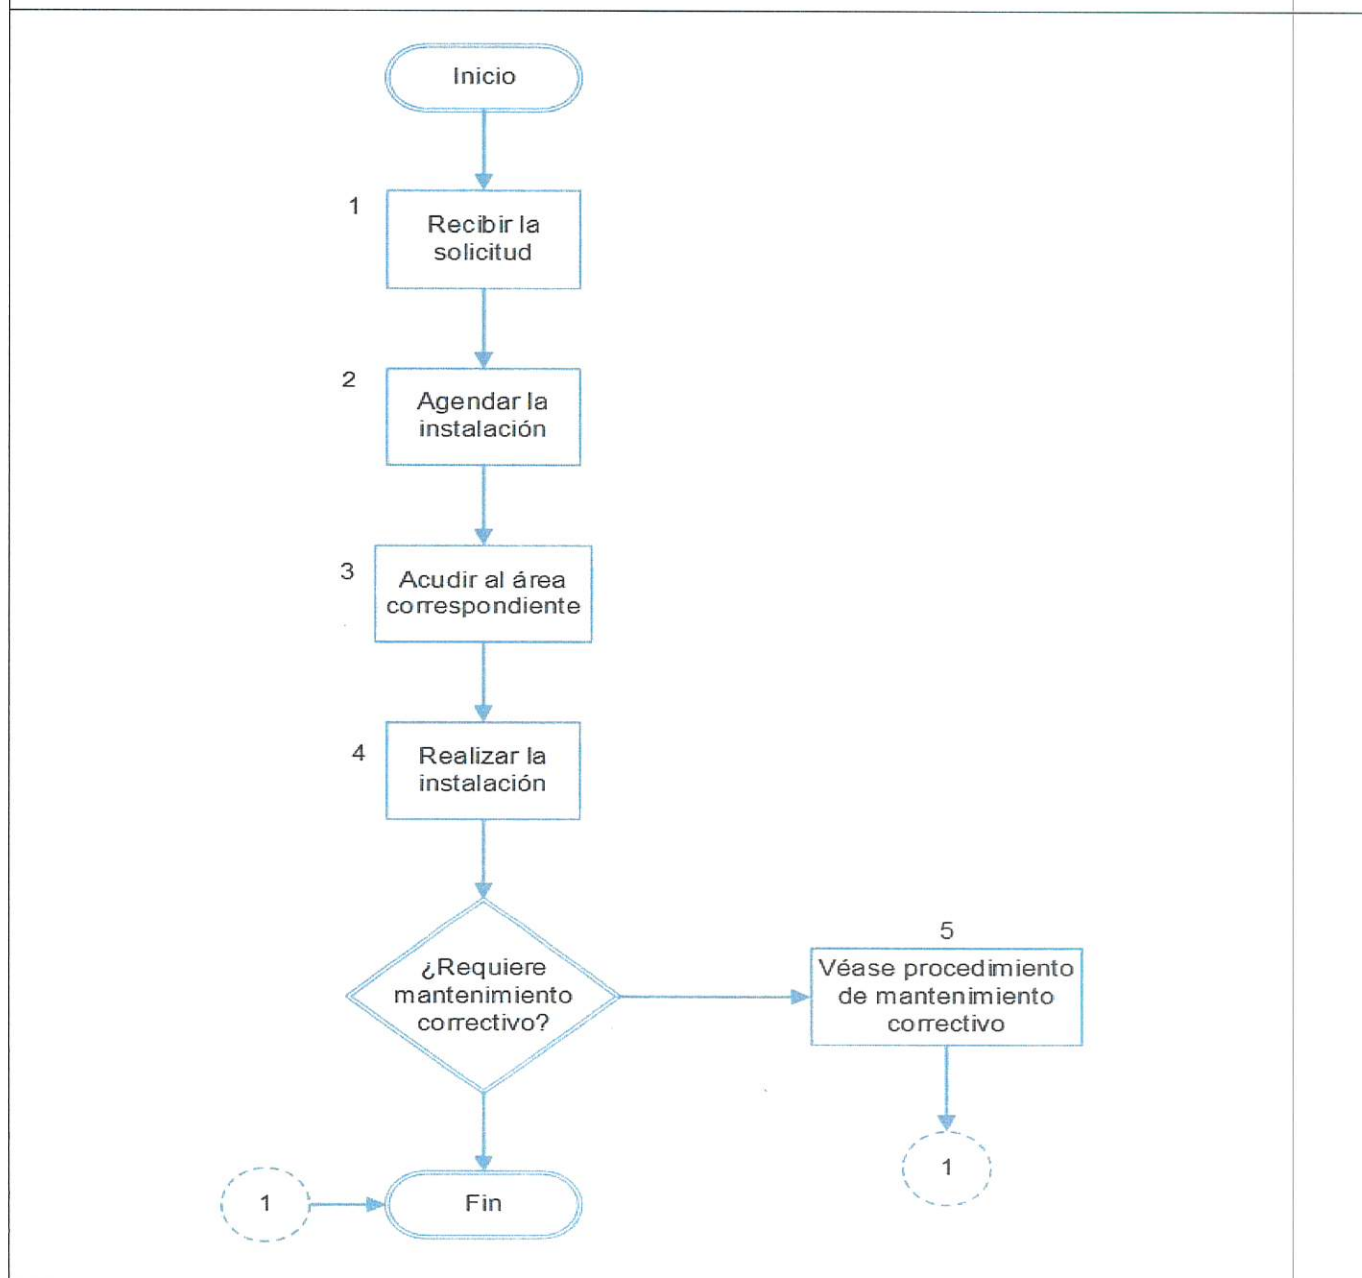 Inicio
1
Recibir la
solicitud
2
Agendar la
instalación
3
Acudir al área
correspondiente
4
Realizar la
instalación
¿Requiere
mantenimiento
correctivo?
5
Véase procedimiento
de mantenimiento
correctivo
1
1
Fin